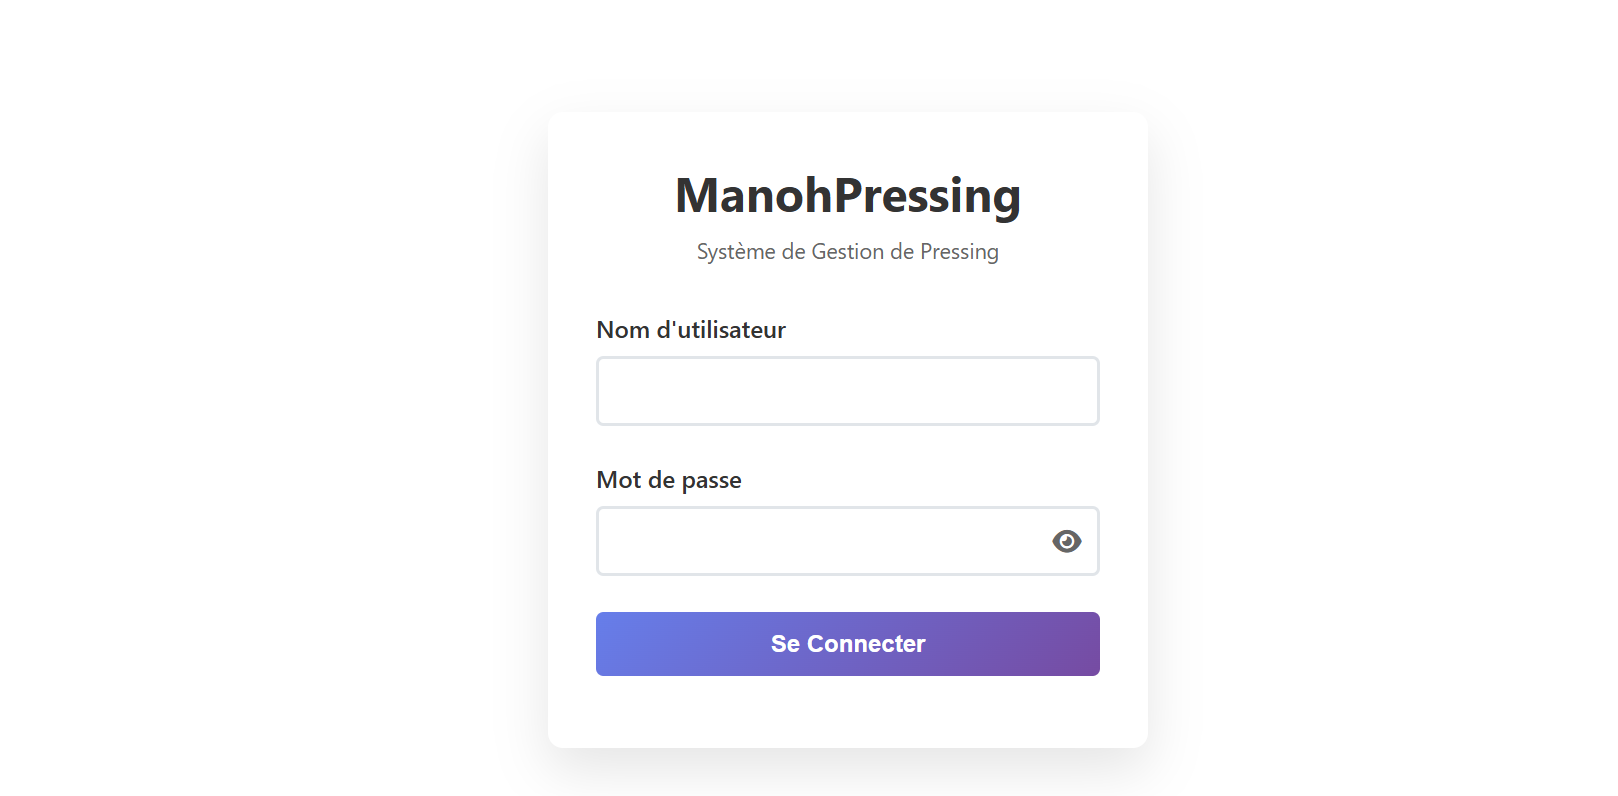 ManohPressing
Système de Gestion de Pressing
Nom d'utilisateur
Mot de passe
Se Connecter